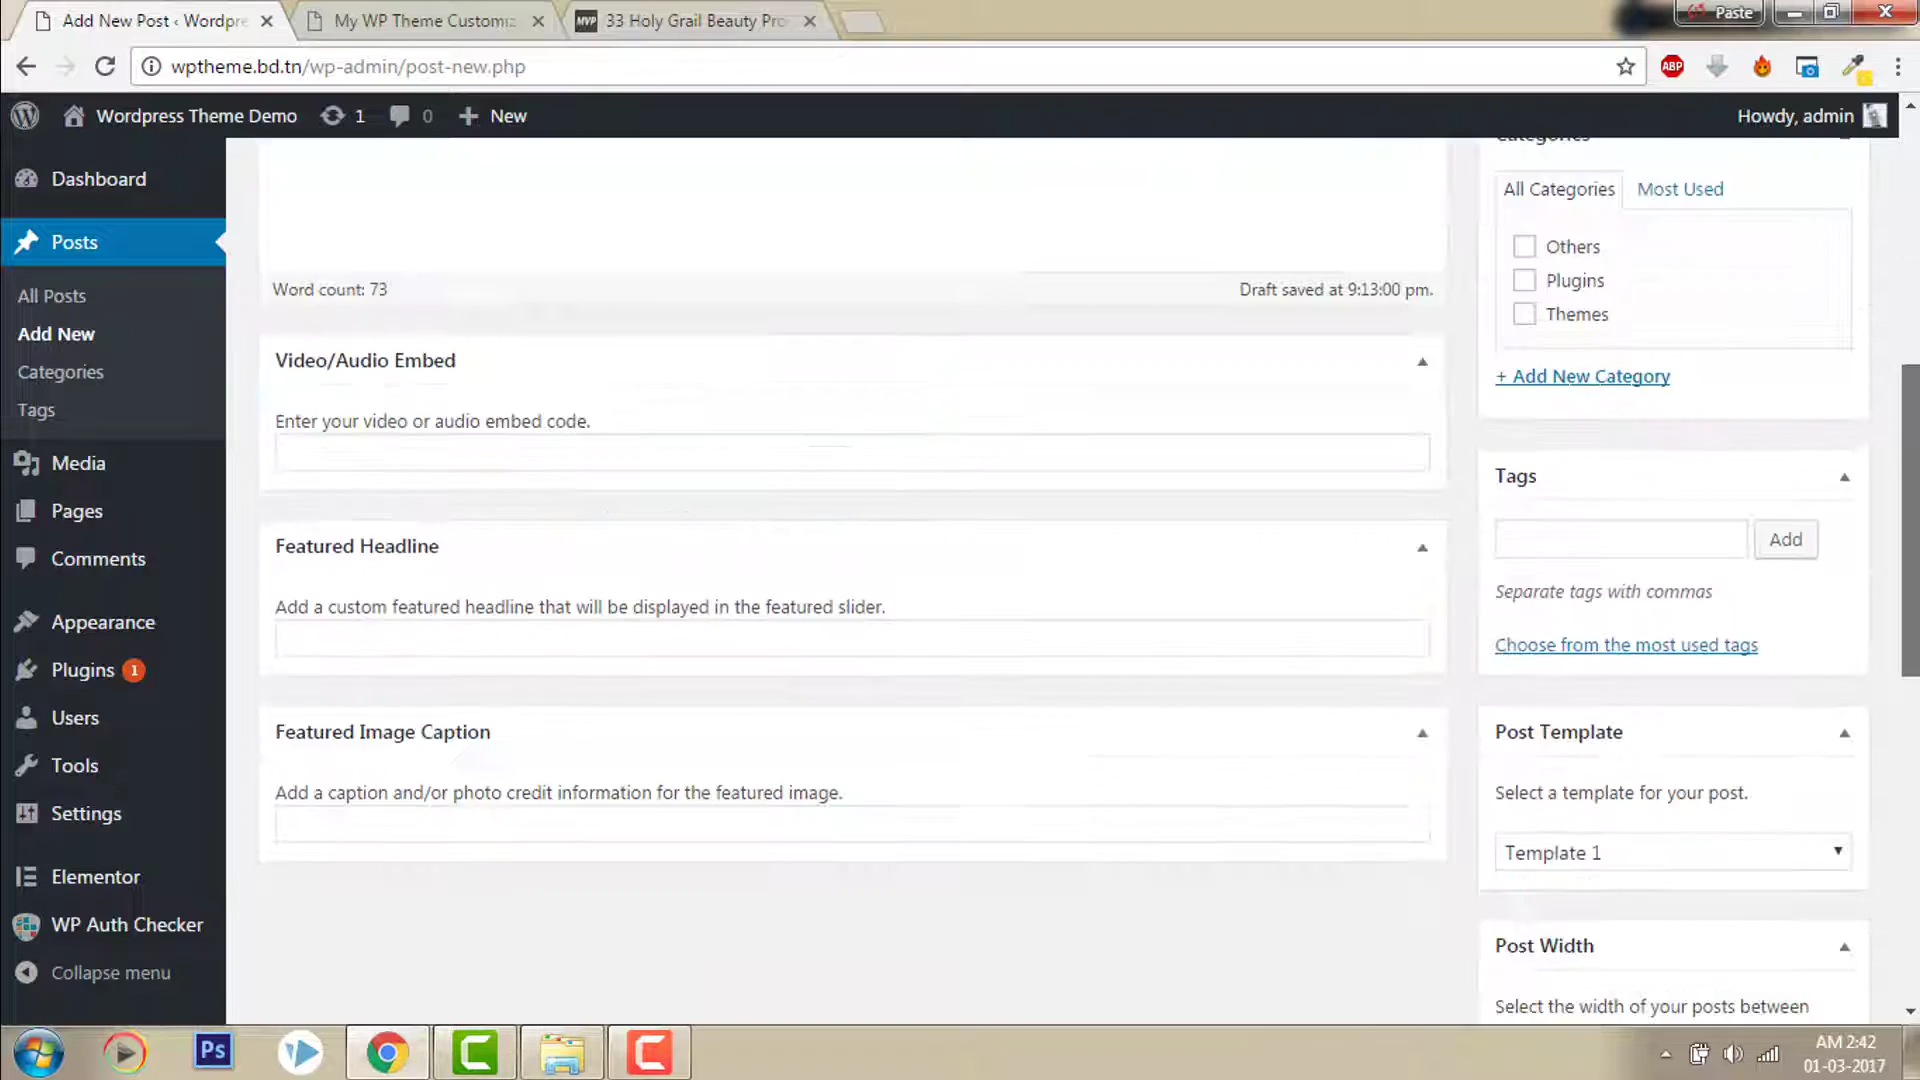 Add New Post ‹ Wordpre
My WP Theme Customiz
MVP
33 Holy Grail Beauty Pro
Paste
wptheme.bd.tn/wp-admin/post-new.php
ABP
Wordpress Theme Demo
1
0
New
Howdy, admin
Dashboard
Posts
All Posts
Add New
Categories
Tags
Media
Pages
Comments
Appearance
Plugins 1
Users
Tools
Settings
Elementor
WP Auth Checker
Collapse menu
Word count: 73
Draft saved at 9:13:00 pm.
Video/Audio Embed
Enter your video or audio embed code.
Featured Headline
Add a custom featured headline that will be displayed in the featured slider.
Featured Image Caption
Add a caption and/or photo credit information for the featured image.
Categories
All Categories
Most Used
Others
Plugins
Themes
+ Add New Category
Tags
Add
Separate tags with commas
Choose from the most used tags
Post Template
Select a template for your post.
Template 1
Post Width
Select the width of your posts between
Ps
AM 2:42
01-03-2017